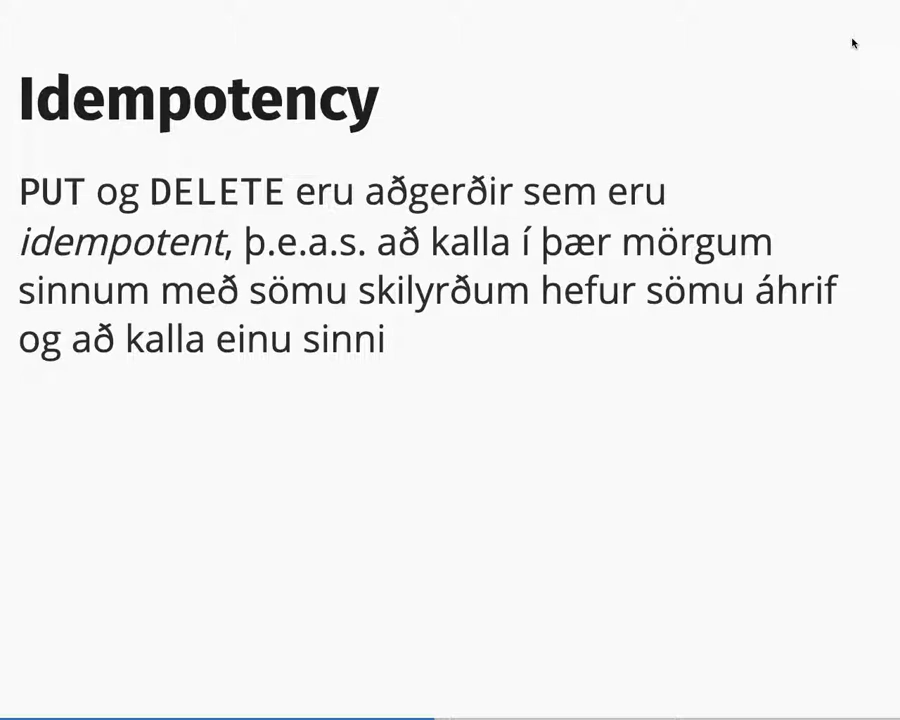 Idempotency
PUT og DELETE eru aðgerðir sem eru
idempotent, þ.e.a.s. að kalla í þær mörgum
sinnum með sömu skilyrðum hefur sömu áhrif
og að kalla einu sinni